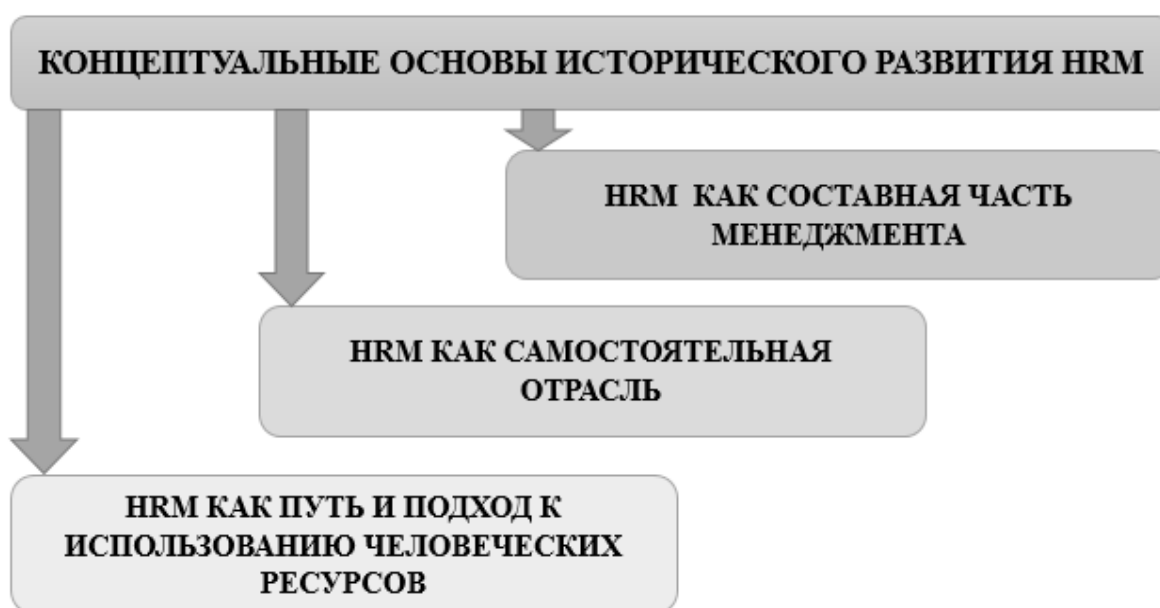 КОНЦЕПТУАЛЬНЫЕ ОСНОВЫ ИСТОРИЧЕСКОГО РАЗВИТИЯ HRM
HRM КАК СОСТАВНАЯ ЧАСТЬ
МЕНЕДЖМЕНТА
HRM КАК САМОСТОЯТЕЛЬНАЯ
ОТРАСЛЬ
HRM КАК ПУТЬ И ПОДХОД К
ИСПОЛЬЗОВАНИЮ ЧЕЛОВЕЧЕСКИХ
РЕСУРСОВ